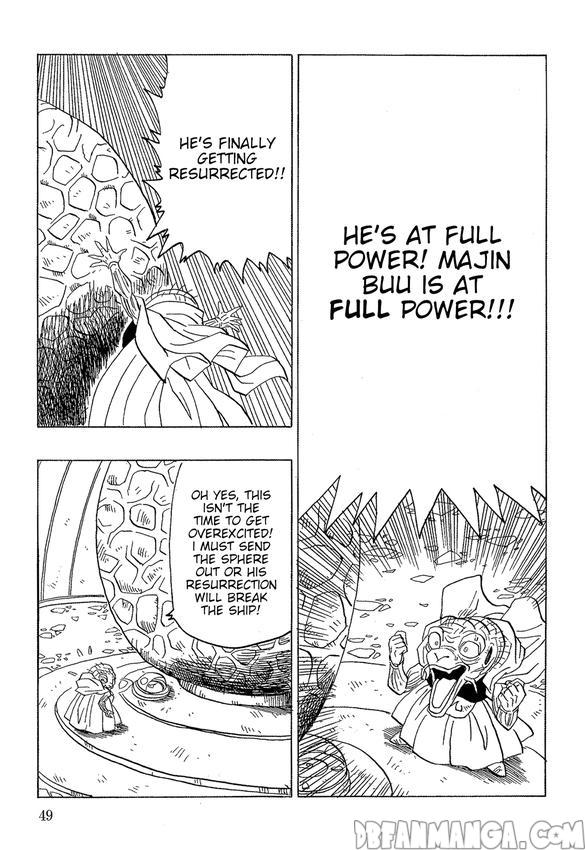 HE'S AT FULL
POWER! MAJIN
BUU IS AT
FULL POWER!!!
HE'S FINALLY
GETTING
RESURRECTED!!
OH YES, THIS
ISN'T THE
TIME TO GET
OVEREXCITED!
I MUST SEND
THE SPHERE
OUT OR HIS
RESURRECTION
WILL BREAK
THE SHIP!
49
DBFANMANGA.COM